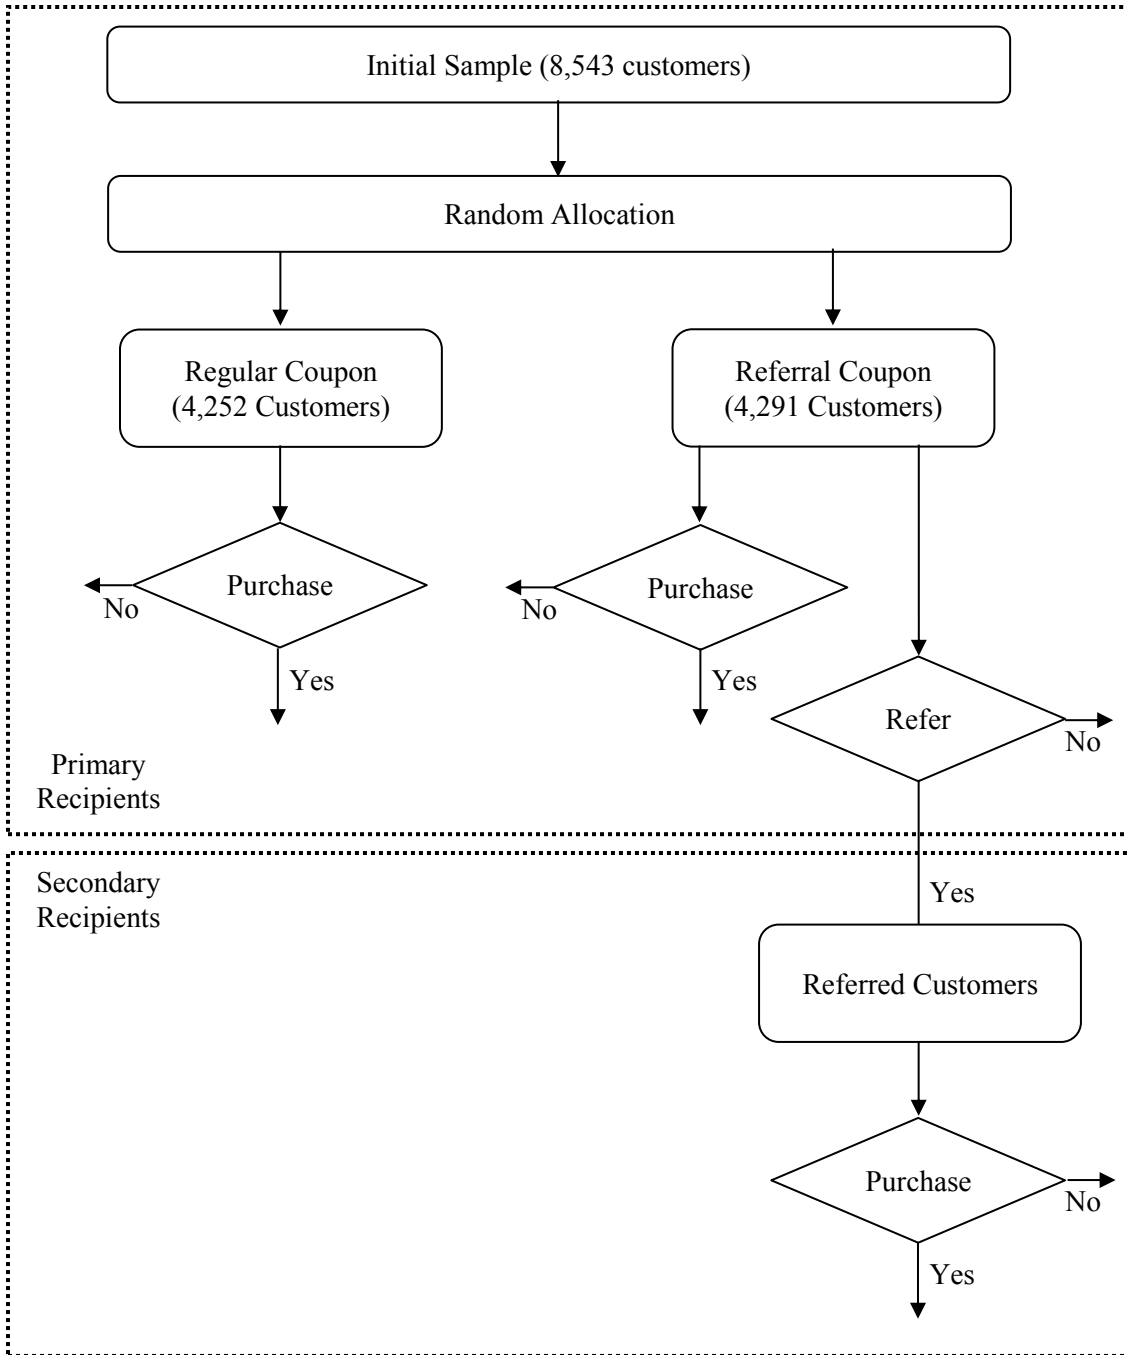 Initial Sample (8,543 customers)
Random Allocation
Regular Coupon
(4,252 Customers)
Referral Coupon
(4,291 Customers)
Purchase
No
Yes
Purchase
No
Yes
Refer
No
Primary
Recipients
Secondary
Recipients
Yes
Referred Customers
Purchase
No
Yes